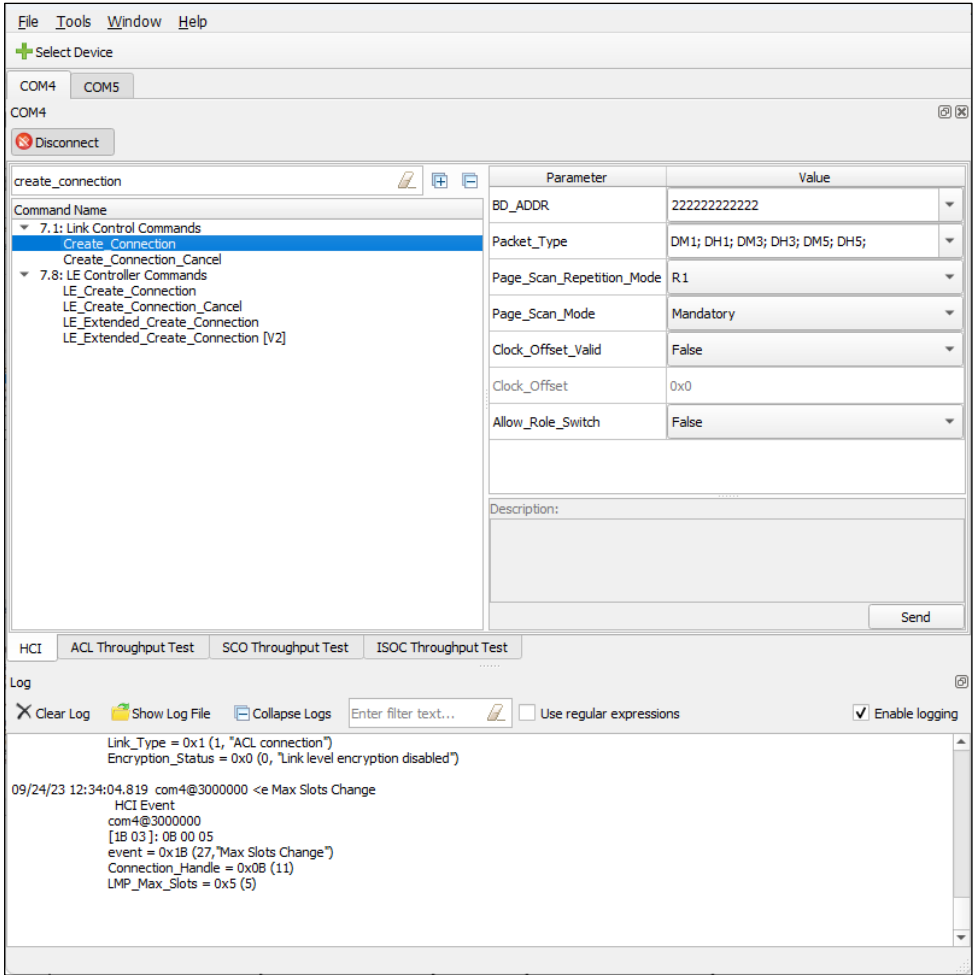 File Tools Window Help
Select Device
COM4 COM5
COM4
Disconnect
create_connection
Command Name
7.1: Link Control Commands
Create_Connection
Create_Connection_Cancel
7.8: LE Controller Commands
LE_Create_Connection
LE_Create_Connection_Cancel
LE_Extended_Create_Connection
LE_Extended_Create_Connection [V2]
Parameter Value
BD_ADDR 222222222222
Packet_Type DM1; DH1; DM3; DH3; DM5; DH5;
Page_Scan_Repetition_Mode R1
Page_Scan_Mode Mandatory
Clock_Offset_Valid False
Clock_Offset 0x0
Allow_Role_Switch False
Description:
Send
HCI ACL Throughput Test SCO Throughput Test ISOC Throughput Test
Log
Clear Log Show Log File Collapse Logs Enter filter text... Use regular expressions Enable logging
Link_Type = 0x1 (1, "ACL connection")
Encryption_Status = 0x0 (0, "Link level encryption disabled")
09/24/23 12:34:04.819 com4@3000000 <e Max Slots Change
HCI Event
com4@3000000
[1B 03 ]: 0B 00 05
event = 0x1B (27,"Max Slots Change")
Connection_Handle = 0x0B (11)
LMP_Max_Slots = 0x5 (5)